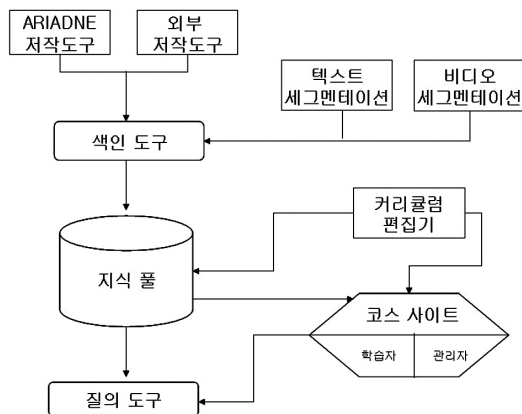 ARIADNE
저작도구
외부
저작도구
텍스트
세그멘테이션
비디오
세그멘테이션
색인 도구
커리큘럼
편집기
지식 풀
코스 사이트
학습자
관리자
질의 도구